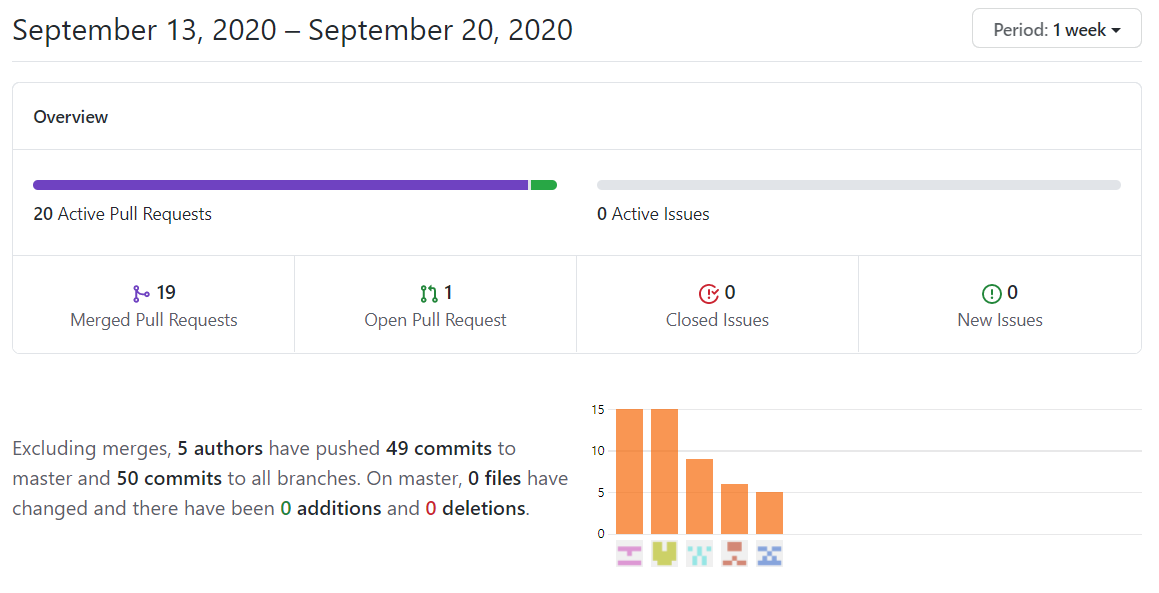 September 13, 2020 – September 20, 2020
Period: 1 week
Overview
20 Active Pull Requests
0 Active Issues
19
Merged Pull Requests
1
Open Pull Request
0
Closed Issues
0
New Issues
Excluding merges, 5 authors have pushed 49 commits to
master and 50 commits to all branches. On master, 0 files have
changed and there have been 0 additions and 0 deletions.
15
10
5
0